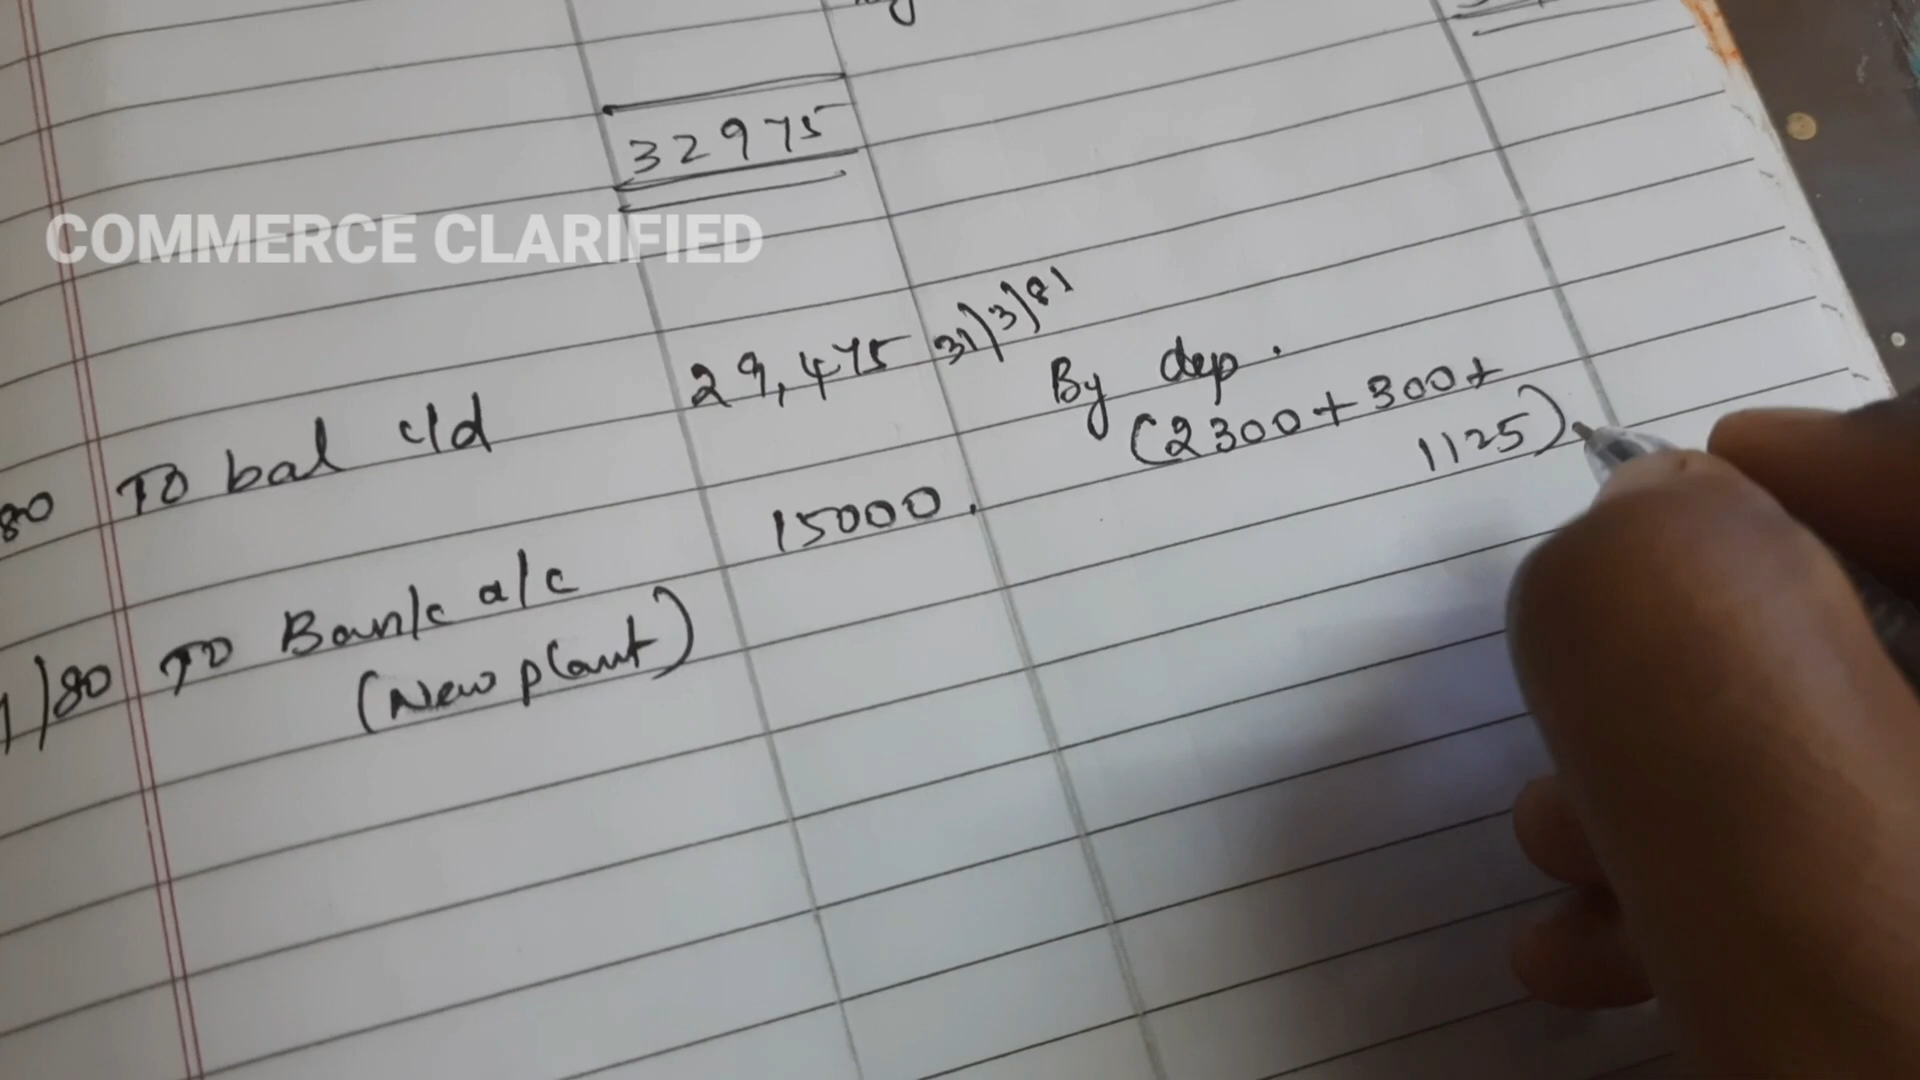 32975
COMMERCE CLARIFIED
80 TO bal c/d 29,475 31/3/81 By dep.
(2300+300+
1125)
1/80 TO Bank a/c 15000.
(New plant)